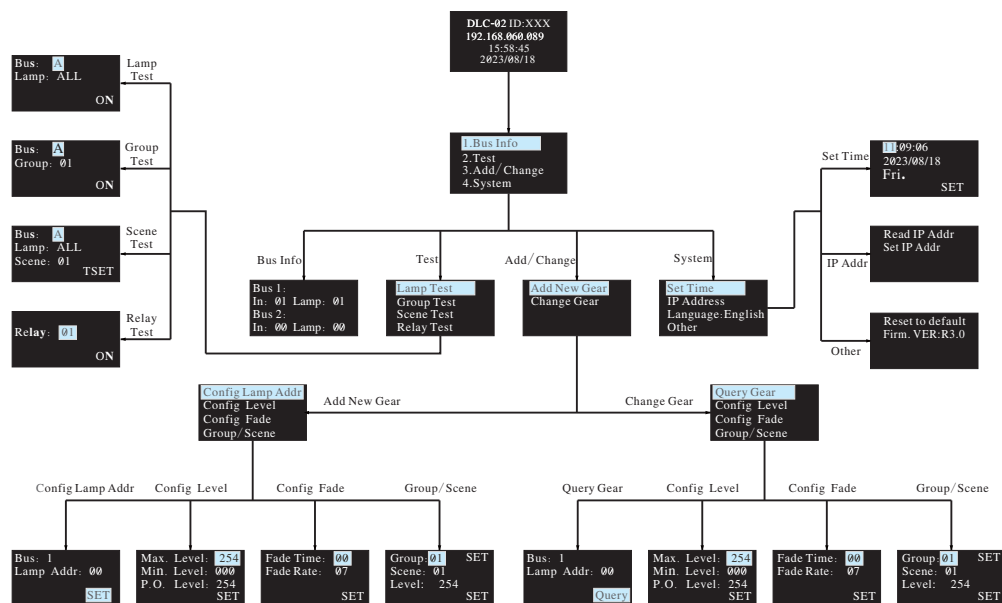 DLC-02 ID:XXX
192.168.060.089
15:58:45
2023/08/18
1.Bus Info
2.Test
3.Add/Change
4.System
Bus: A
Lamp: ALL
ON
Lamp
Test
Bus: A
Group: 01
ON
Group
Test
Bus: A
Lamp: ALL
Scene: 01
TSET
Scene
Test
Relay: 01
ON
Relay
Test
Set Time
11:09:06
2023/08/18
Fri.
SET
IP Addr
Read IP Addr
Set IP Addr
Other
Reset to default
Firm. VER:R3.0
Bus Info
Bus 1:
In: 01 Lamp: 01
Bus 2:
In: 00 Lamp: 00
Test
Lamp Test
Group Test
Scene Test
Relay Test
Add/Change
Add New Gear
Change Gear
System
Set Time
IP Address
Language:English
Other
Add New Gear
Config Lamp Addr
Config Level
Config Fade
Group/Scene
Change Gear
Query Gear
Config Level
Config Fade
Group/Scene
Config Lamp Addr
Bus: 1
Lamp Addr: 00
SET
Config Level
Max. Level: 254
Min. Level: 000
P.O. Level: 254
SET
Config Fade
Fade Time: 00
Fade Rate: 07
SET
Group/Scene
Group: 01 SET
Scene: 01
Level: 254
SET
Query Gear
Bus: 1
Lamp Addr: 00
Query
Config Level
Max. Level: 254
Min. Level: 000
P.O. Level: 254
SET
Config Fade
Fade Time: 00
Fade Rate: 07
SET
Group/Scene
Group: 01 SET
Scene: 01
Level: 254
SET